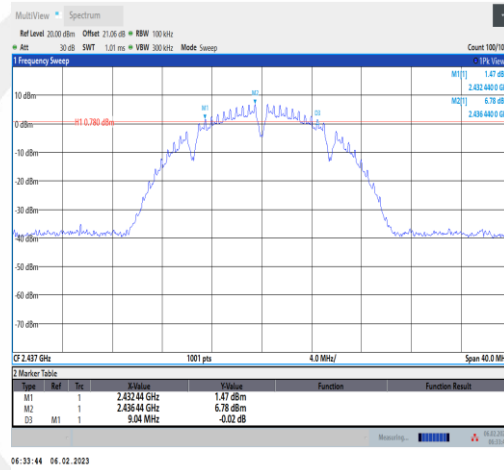 MultiView Spectrum
Ref Level 20.00 dBm Offset 21.06 dB RBW 100 kHz
Att 30 dB SWT 1.01 ms VBW 300 kHz Mode Sweep Count 100/10
1 Frequency Sweep 1Pk View
M1[1] 1.47 dB
2.432 440 0 G
M2[1] 6.78 dB
2.436 440 0 G
10 dBm
M1
M2
D3
0 dBm
H1 0.780 dBm
-10 dBm
-20 dBm
-30 dBm
-40 dBm
-50 dBm
-60 dBm
-70 dBm
CF 2.437 GHz 1001 pts 4.0 MHz/ Span 40.0 MH
2 Marker Table
Type Ref Trc X-Value Y-Value Function Function Result
M1 1 2.432 44 GHz 1.47 dBm
M2 1 2.436 44 GHz 6.78 dBm
D3 M1 1 9.04 MHz -0.02 dB
Measuring...
06:33:44 06.02.2023